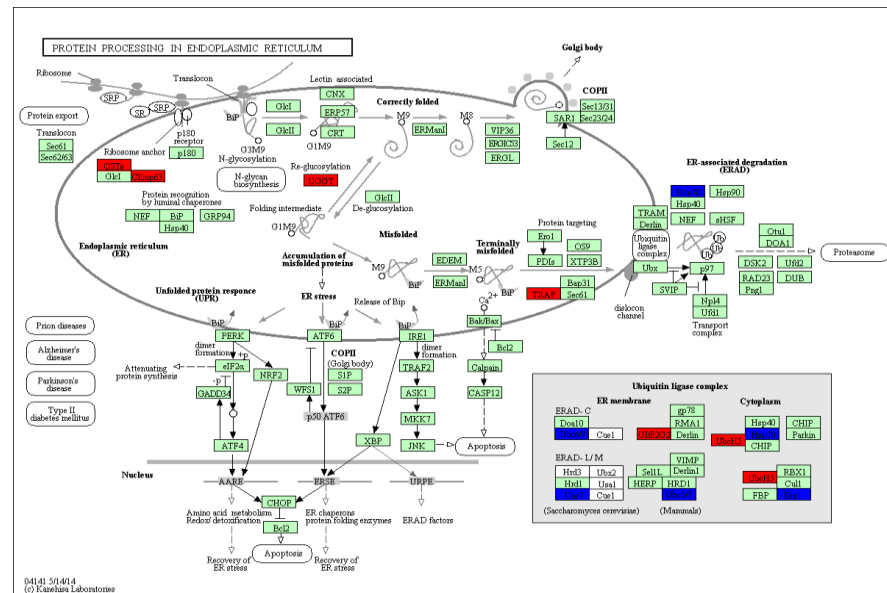 PROTEIN PROCESSING IN ENDOPLASMIC RETICULUM
Ribosome
SRP
SR
SRP
Protein export
Translocon
Sec61
Sec62/63
p180
receptor
p180
Ribosome anchor
OSTs
GlcI
Climp63
Translocon
BiP
GlcI
GlcII
G3M9
N-glycosylation
N-glycan
biosynthesis
Lectin associated
CNX
ERP57
CRT
G1M9
Re-glucosylation
UGGT
Correctly folded
M9
ERManI
M8
VIP36
ERGIC53
ERGL
Golgi body
COPII
Sec13/31
SAR1
Sec23/24
Sec12
Protein recognition
by luminal chaperones
NEF
BiP
GRP94
Hsp40
Endoplasmic reticulum
(ER)
Folding intermediate
G1M9
GlcII
De-glucosylation
Misfolded
Accumulation of
misfolded proteins
M9
EDEM
ERManI
M5
BiP
Terminally
misfolded
Protein targeting
Ero1
PDIs
OS9
XTP3B
Bap31
TRAP
Sec61
ER-associated degradation
(ERAD)
Hsp90
Hsp40
NEF
sHSF
TRAM
Derlin
Ubiquitin
ligase
complex
Ubx
Ub
Ub
Ub
p97
SVIP
Npl4
Ufd1
Transport
complex
dislocon
channel
Otu1
DOA1
DSK2
Ufd2
RAD23
DUB
Png1
Proteasome
Unfolded protein responce
(UPR)
ER stress
Release of Bip
BiP
BiP
BiP
PERK
ATF6
IRE1
Ca2+
Bak/Bax
Bcl2
Calpain
CASP12
Prion diseases
Alzheimer's
disease
Parkinson's
disease
Type II
diabetes mellitus
dimer
formation
+p
eIF2α
Attenuating
protein synthesis
-p
GADD34
NRF2
ATF4
COPII
(Golgi body)
S1P
S2P
WFS1
p50 ATF6
dimer
formation
TRAF2
ASK1
MKK7
JNK
XBP
Apoptosis
Nucleus
AARE
ERSE
URPE
CHOP
Bcl2
Apoptosis
Amino acid metabolism
Redox/ detoxification
ER chaperons
protein folding enzymes
ERAD factors
Recovery of
ER stress
Recovery of
ER stress
Ubiquitin ligase complex
ER membrane
Cytoplasm
ERAD- C
Doa10
Cue1
UBE2G2
gp78
RMA1
Derlin
UbcH5
Hsp40
Hsp70
CHIP
CHIP
Parkin
ERAD- L/ M
Hrd3
Ubx2
Hrd1
Usa1
Cue1
Sel1L
HERP
VIMP
Derlin1
HRD1
UbcH5
RBX1
Cul1
FBP
Skp1
(Saccharomyces cerevisiae)
(Mammals)
04141 5/14/14
(c) Kanehisa Laboratories